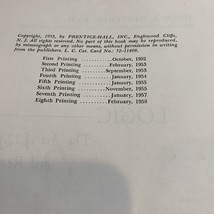 Copyright, 1952, by PRENTICE-HALL, INC., Englewood Cliffs,
N. J. All rights reserved. No part of this book may be reproduced,
by mimeograph or any other means, without permission in writing
from the publishers. L. C. Cat. Card No.: 52-14000.
First Printing October, 1952
Second Printing February, 1953
Third Printing September, 1953
Fourth Printing January, 1954
Fifth Printing January, 1955
Sixth Printing November, 1955
Seventh Printing January, 1957
Eighth Printing February, 1958